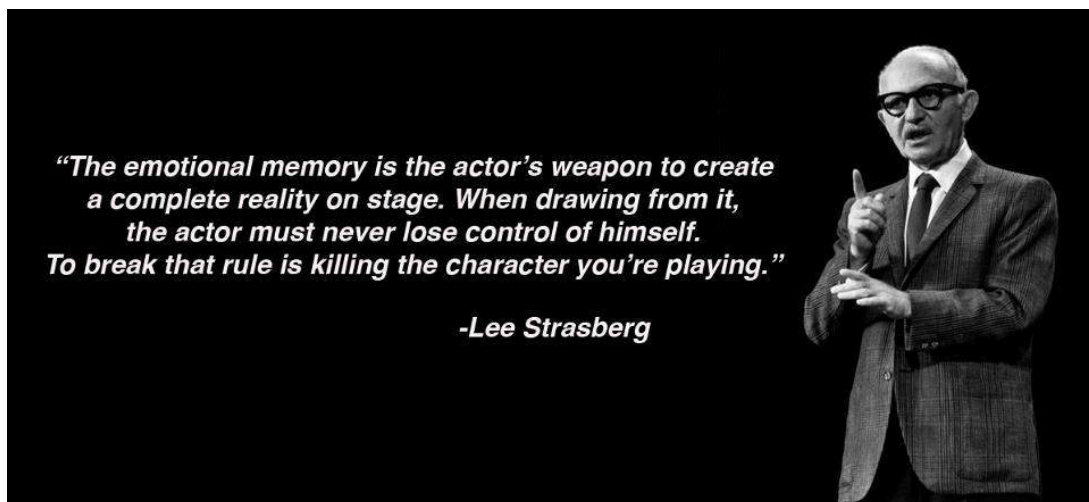 “The emotional memory is the actor’s weapon to create
a complete reality on stage. When drawing from it,
the actor must never lose control of himself.
To break that rule is killing the character you’re playing.”
-Lee Strasberg